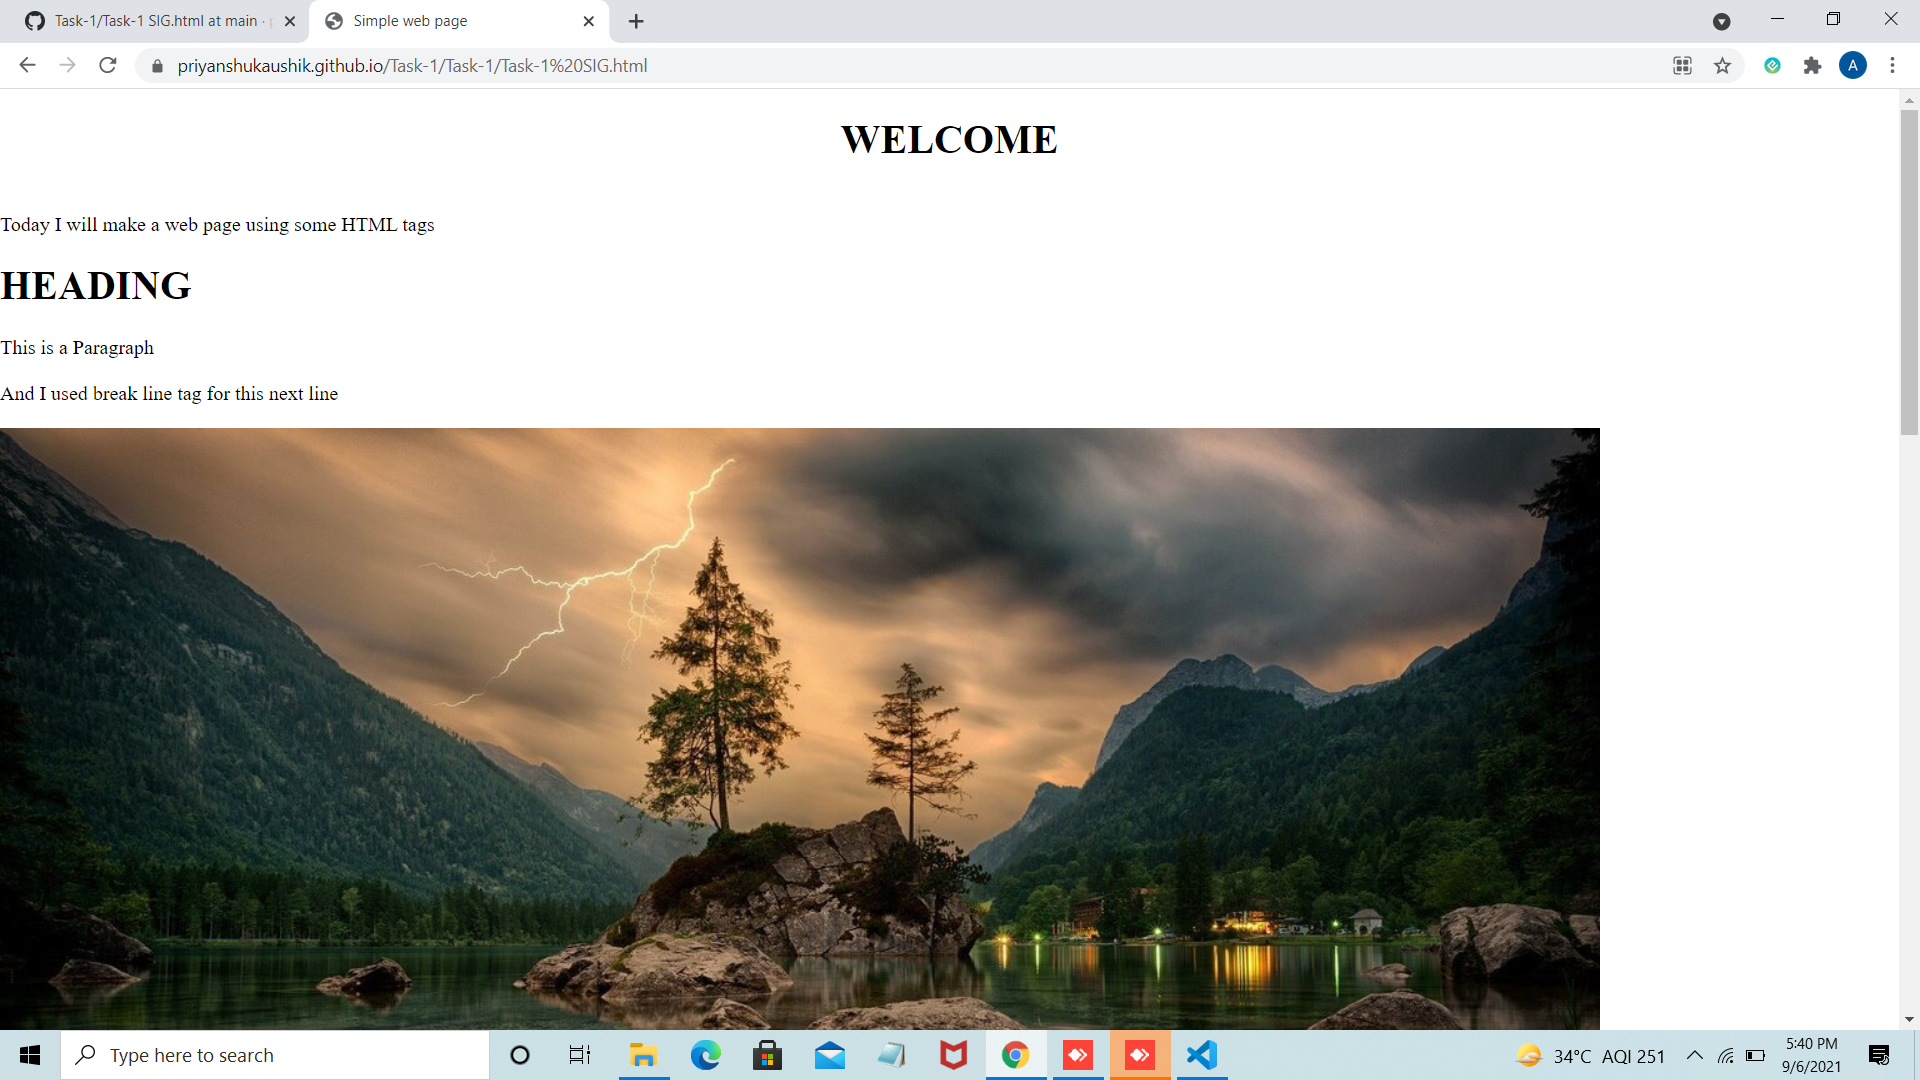 Task-1/Task-1 SIG.html at main ·
Simple web page
priyanshukaushik.github.io/Task-1/Task-1/Task-1%20SIG.html
A
WELCOME
Today I will make a web page using some HTML tags
HEADING
This is a Paragraph
And I used break line tag for this next line
Type here to search
34°C AQI 251
5:40 PM
9/6/2021